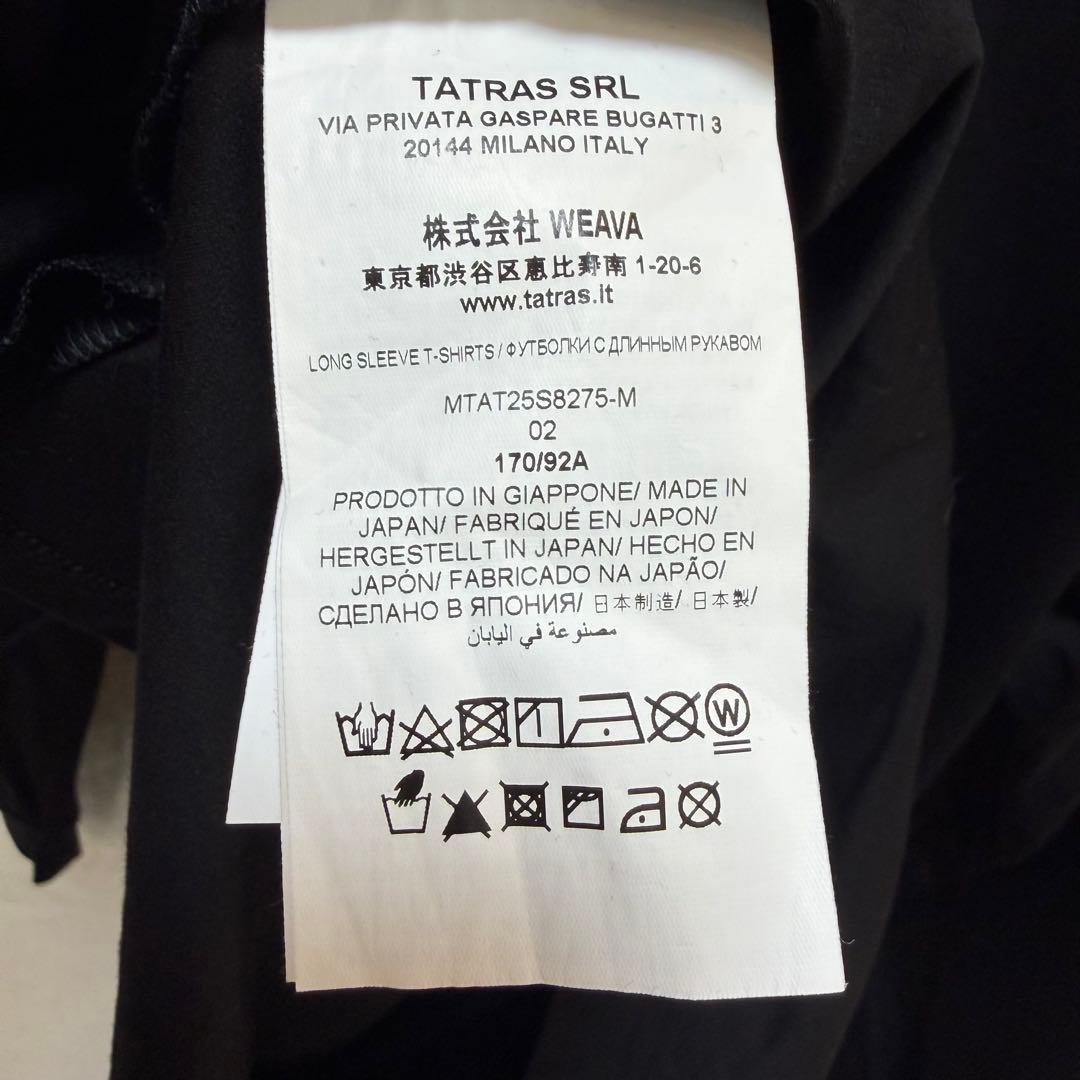 TATRAS SRL
VIA PRIVATA GASPARE BUGATTI 3
20144 MILANO ITALY
株式会社 WEAVA
東京都渋谷区恵比寿南 1-20-6
www.tatras.it
LONG SLEEVE T-SHIRTS / ФУТБОЛКИ С ДЛИННЫМ РУКАВОМ
MTAT25S8275-M
02
170/92A
PRODOTTO IN GIAPPONE/ MADE IN
JAPAN/ FABRIQUÉ EN JAPON/
HERGESTELLT IN JAPAN/ HECHO EN
JAPÓN/ FABRICADO NA JAPÃO/
СДЕЛАНО В ЯПОНИЯ/ 日本制造/ 日本製/
مصنوعة في اليابان
W